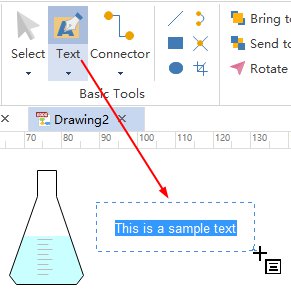 Select
Text
Connector
Bring to
Send to
Rotate
Basic Tools
Drawing2
70 80 90 100 110 120 130
This is a sample text